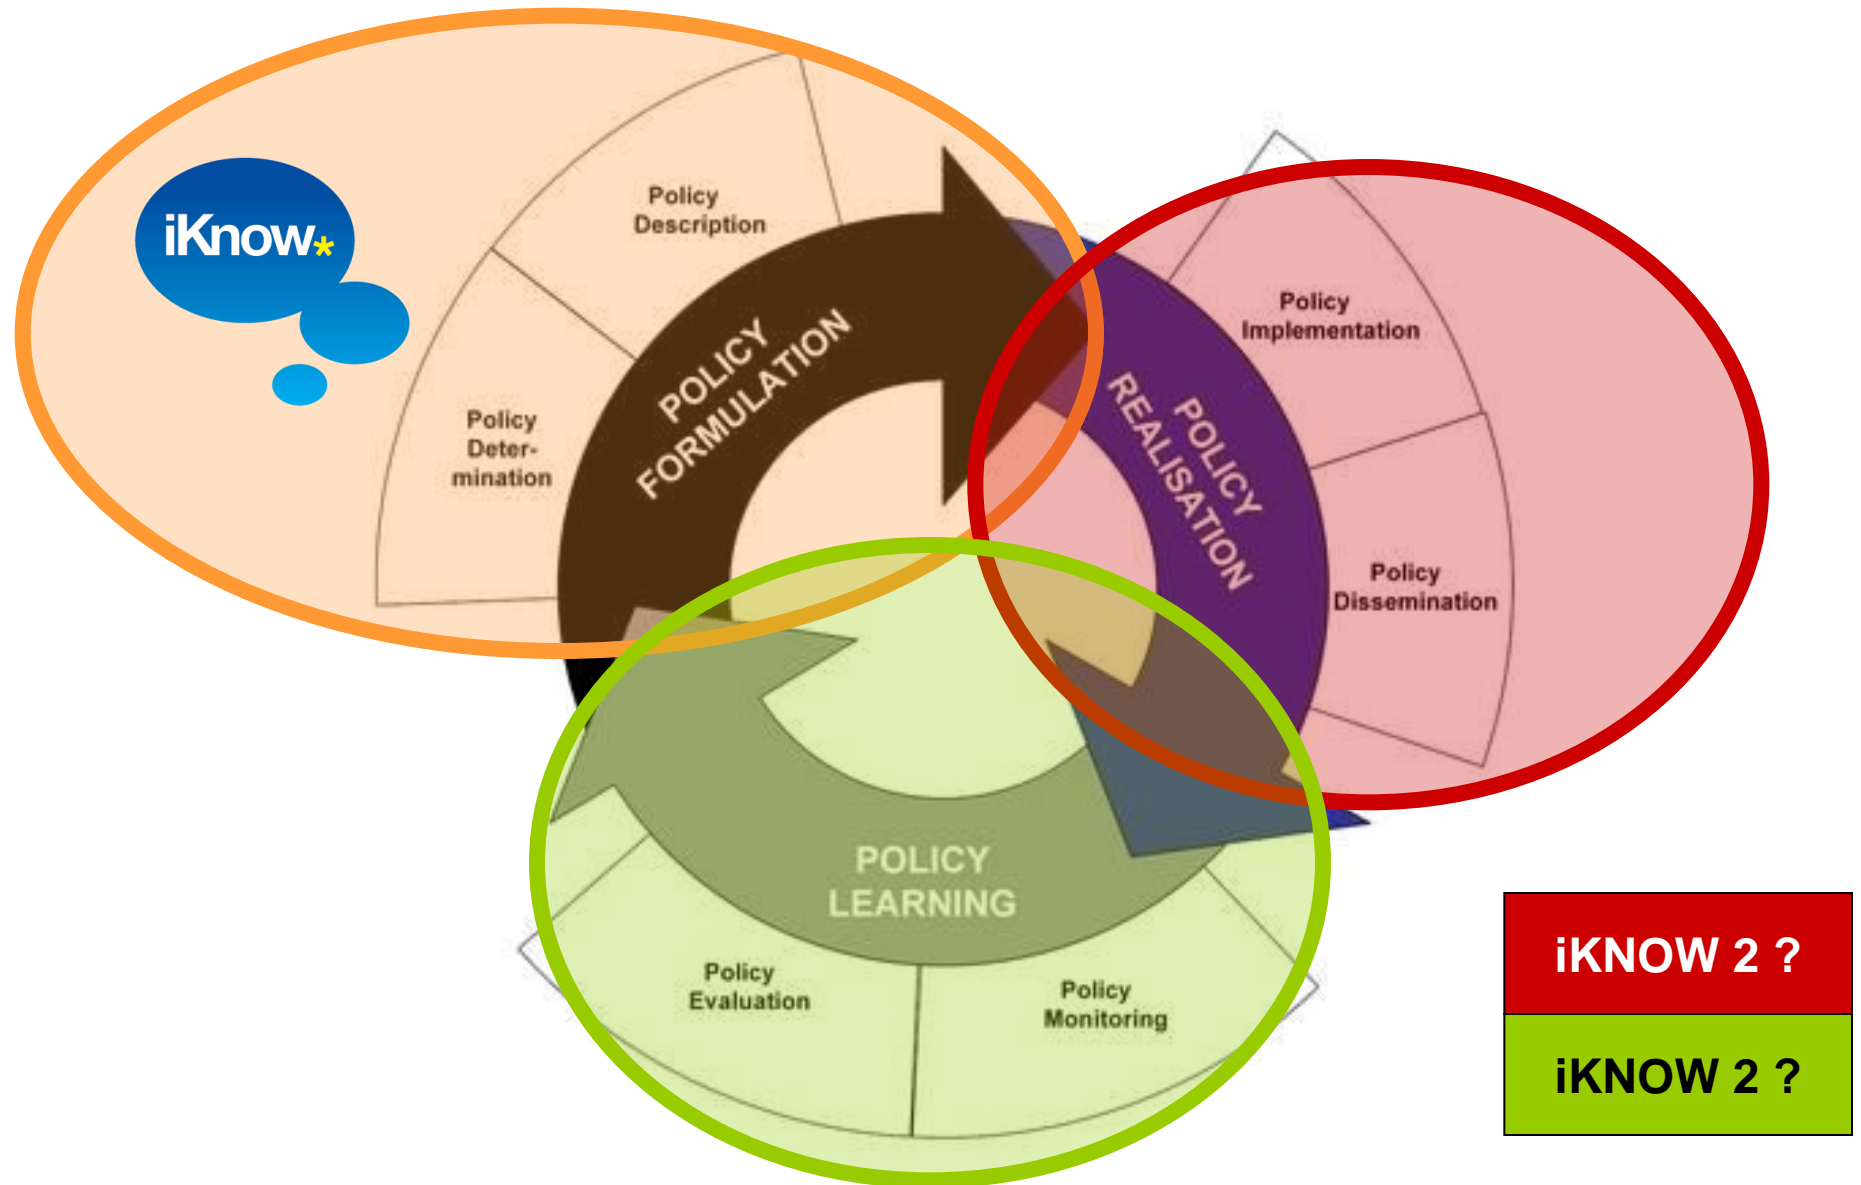 iKnow*
Policy
Description
Policy
Deter-
mination
POLICY
FORMULATION
Policy
Implementation
POLICY
REALISATION
Policy
Dissemination
POLICY
LEARNING
Policy
Evaluation
Policy
Monitoring
iKNOW 2 ?
iKNOW 2 ?